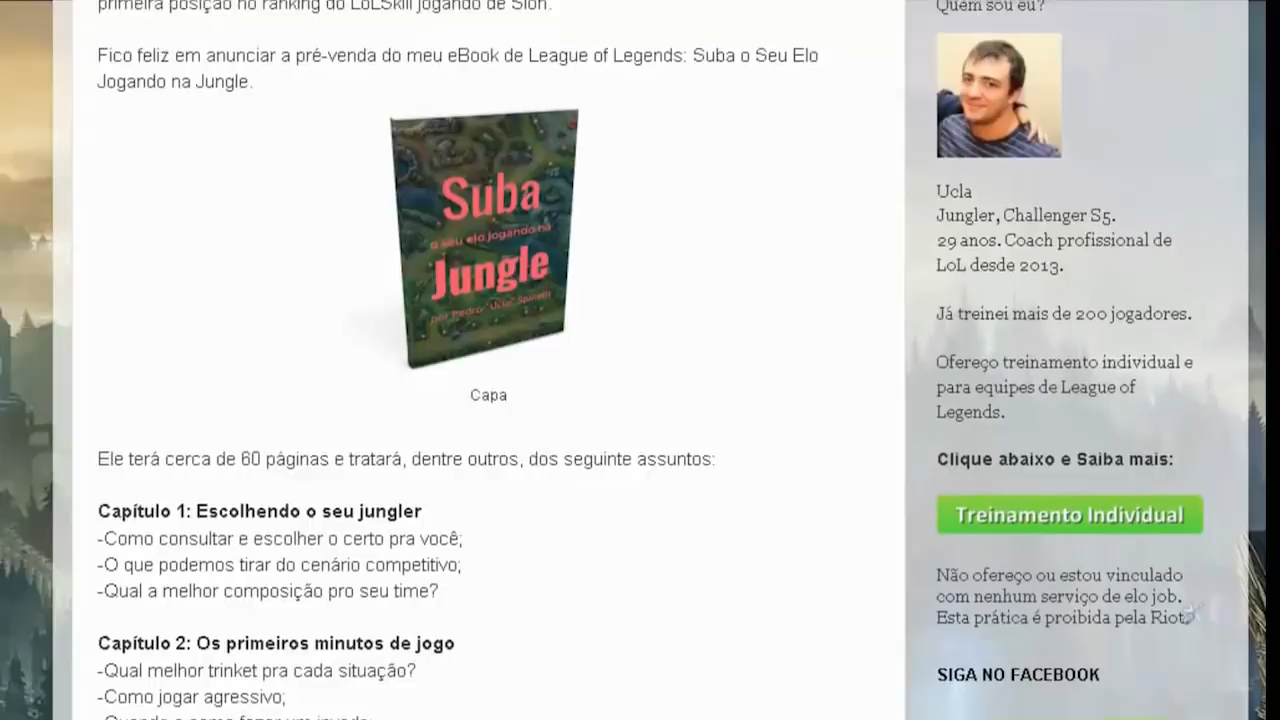 primeira posição no ranking do LoLSkill jogando de Sion.
Fico feliz em anunciar a pré-venda do meu eBook de League of Legends: Suba o Seu Elo
Jogando na Jungle.
Suba
o seu elo jogando na
Jungle
por Pedro "Ucla" Spinelli
Capa
Ele terá cerca de 60 páginas e tratará, dentre outros, dos seguinte assuntos:
Capítulo 1: Escolhendo o seu jungler
-Como consultar e escolher o certo pra você;
-O que podemos tirar do cenário competitivo;
-Qual a melhor composição pro seu time?
Capítulo 2: Os primeiros minutos de jogo
-Qual melhor trinket pra cada situação?
-Como jogar agressivo;
-Quando e como fazer um invade;
Quem sou eu?
Ucla
Jungler, Challenger S5.
29 anos. Coach profissional de
LoL desde 2013.
Já treinei mais de 200 jogadores.
Ofereço treinamento individual e
para equipes de League of
Legends.
Clique abaixo e Saiba mais:
Treinamento Individual
Não ofereço ou estou vinculado
com nenhum serviço de elo job.
Esta prática é proibida pela Riot.
SIGA NO FACEBOOK